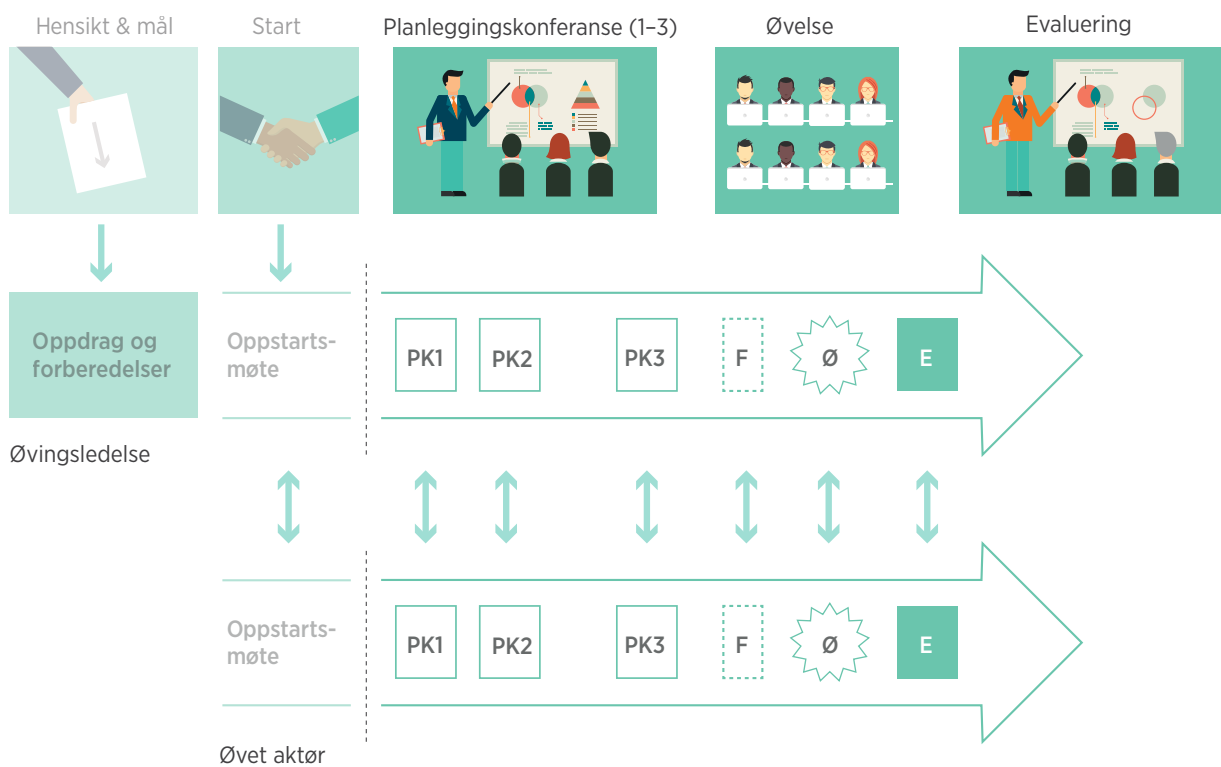 Hensikt & mål
Start
Planleggingskonferanse (1–3)
Øvelse
Evaluering
Oppdrag og
forberedelser
Oppstarts-
møte
PK1
PK2
PK3
F
Ø
E
Øvingsledelse
Oppstarts-
møte
PK1
PK2
PK3
F
Ø
E
Øvet aktør